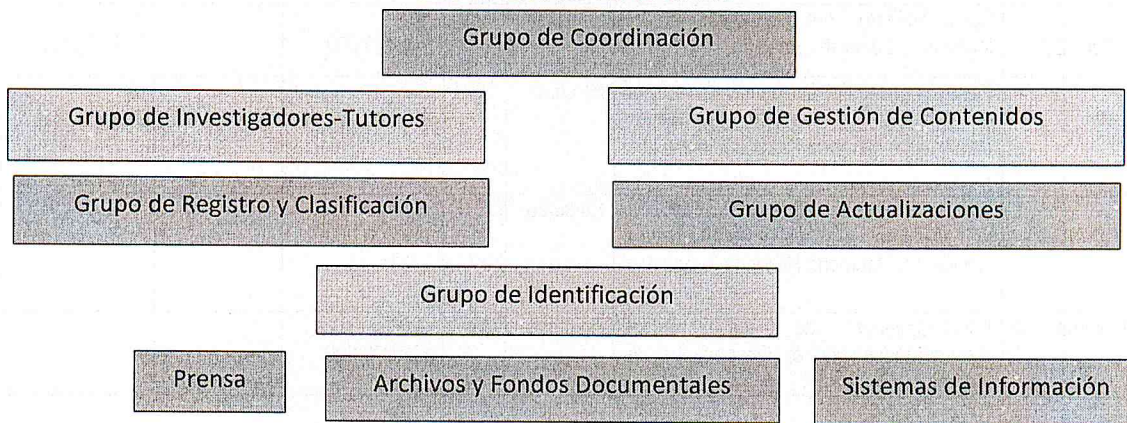 Grupo de Coordinación
Grupo de Investigadores-Tutores
Grupo de Gestión de Contenidos
Grupo de Registro y Clasificación
Grupo de Actualizaciones
Grupo de Identificación
Prensa
Archivos y Fondos Documentales
Sistemas de Información